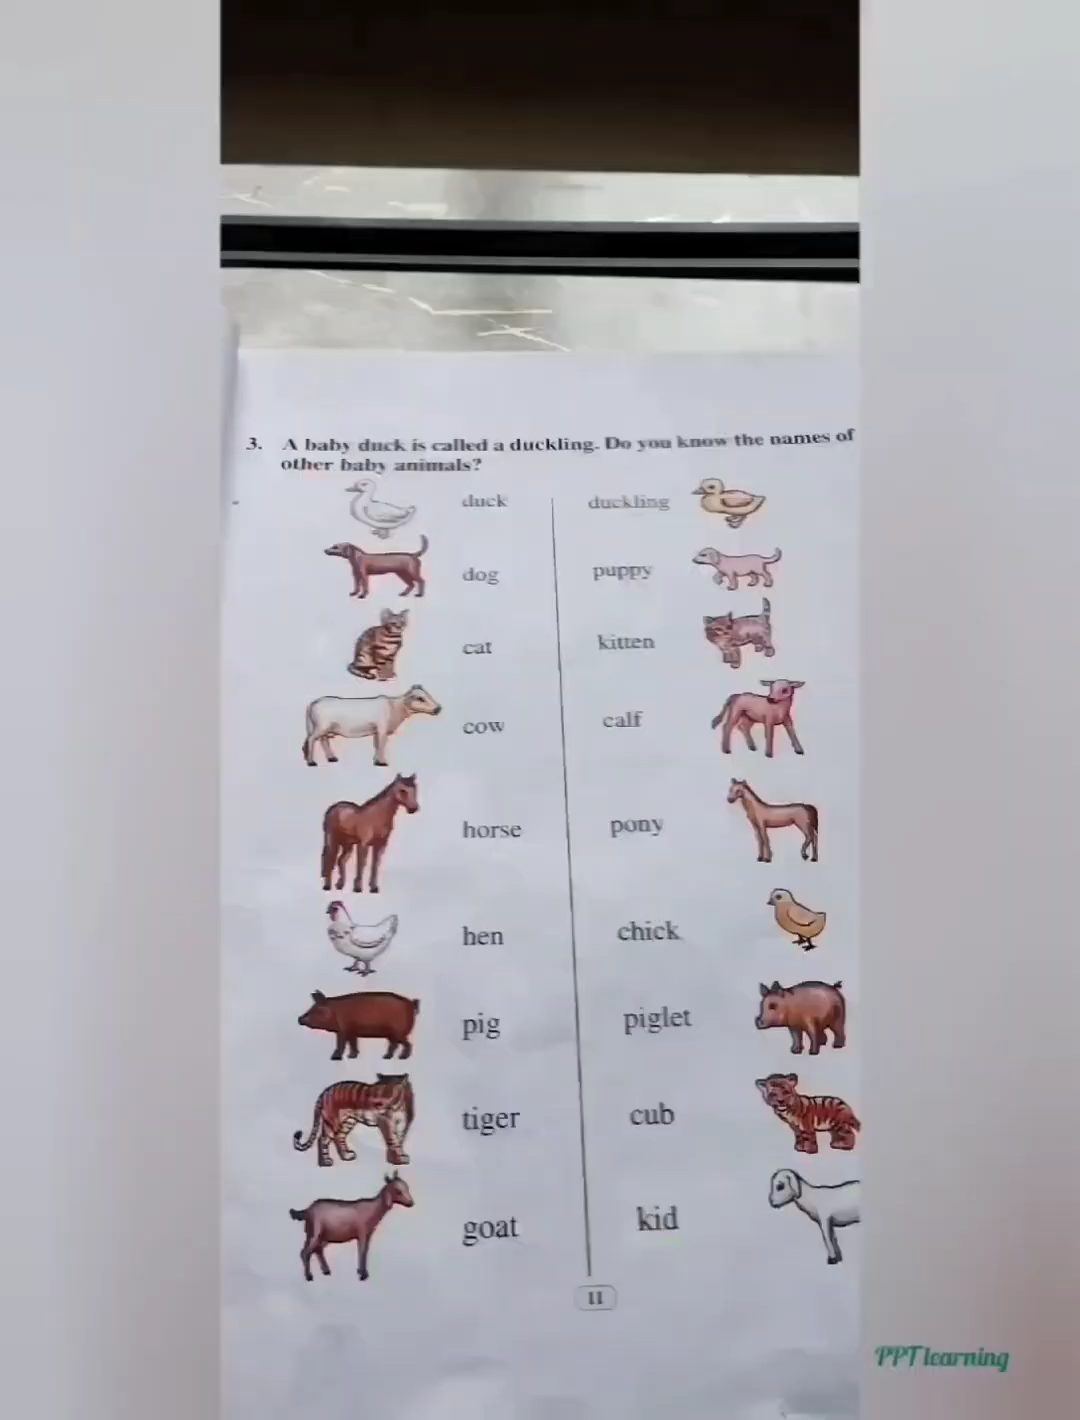 3. A baby duck is called a duckling. Do you know the names of
other baby animals?
duck duckling
dog puppy
cat kitten
cow calf
horse pony
hen chick
pig piglet
tiger cub
goat kid
11
PPT learning